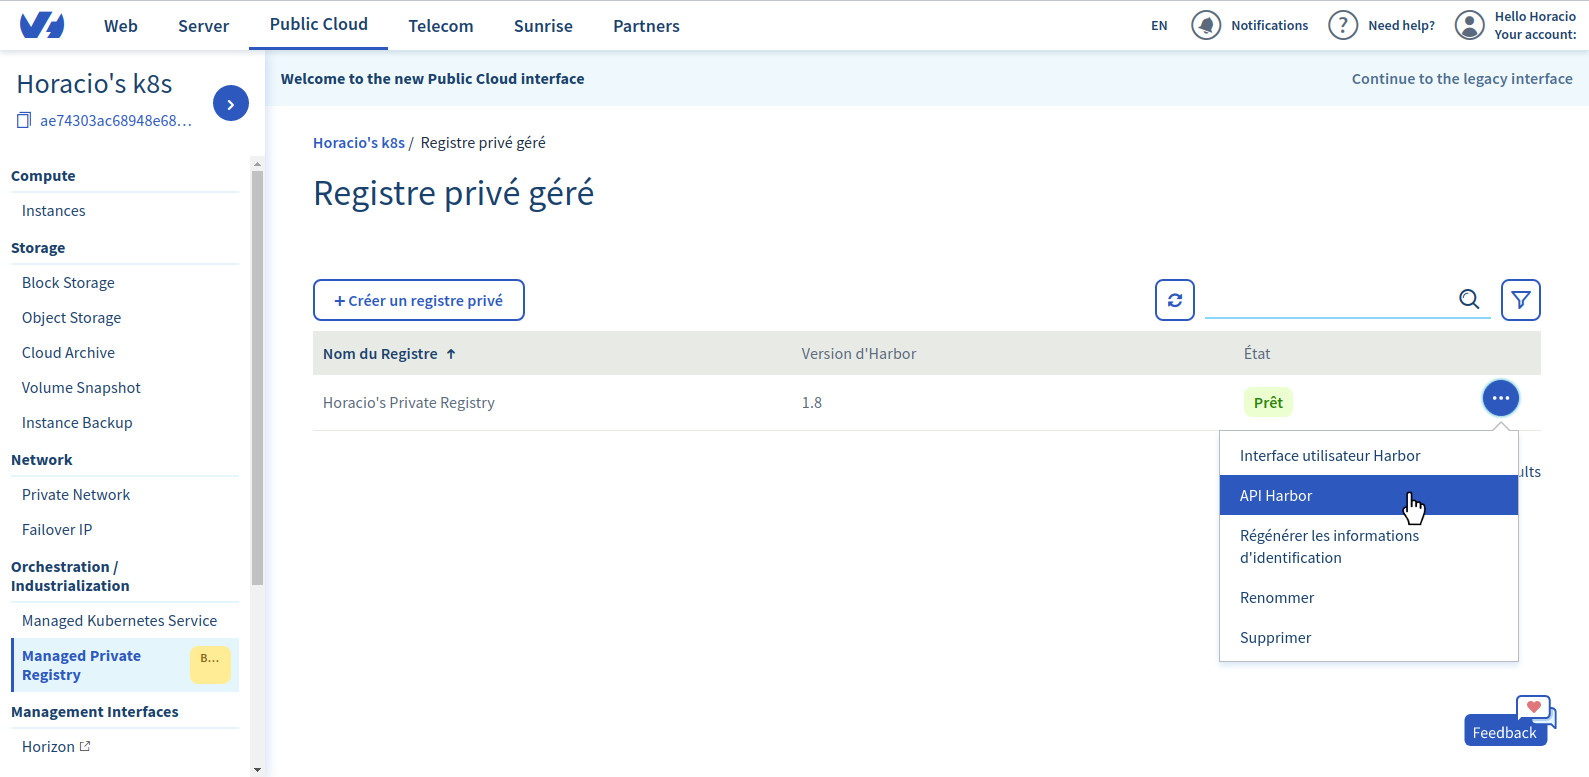 Web Server Public Cloud Telecom Sunrise Partners EN Notifications ? Need help? Hello Horacio
Your account:
Horacio's k8s
ae74303ac68948e68...
Welcome to the new Public Cloud interface Continue to the legacy interface
Compute
Instances
Storage
Block Storage
Object Storage
Cloud Archive
Volume Snapshot
Instance Backup
Network
Private Network
Failover IP
Orchestration /
Industrialization
Managed Kubernetes Service
Managed Private
Registry
B...
Management Interfaces
Horizon
Horacio's k8s / Registre privé géré
Registre privé géré
+ Créer un registre privé
Nom du Registre Version d'Harbor État
Horacio's Private Registry 1.8 Prêt
Interface utilisateur Harbor
API Harbor
Régénérer les informations
d'identification
Renommer
Supprimer
Feedback